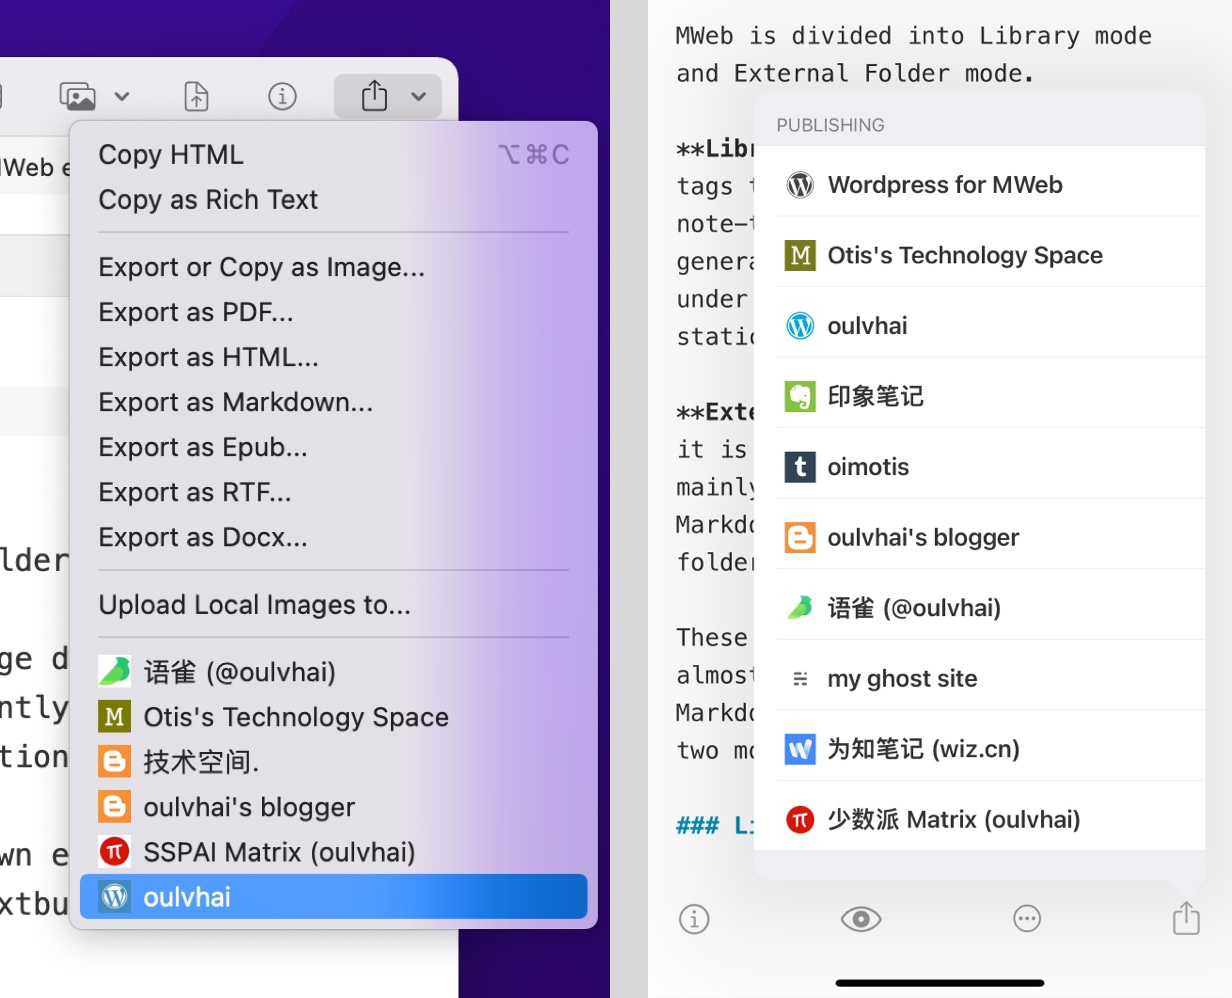 Web e
Copy HTML ⌥⌘C
Copy as Rich Text
Export or Copy as Image...
Export as PDF...
Export as HTML...
Export as Markdown...
Export as Epub...
Export as RTF...
Export as Docx...
Upload Local Images to...
语雀 (@oulvhai)
M Otis's Technology Space
技术空间.
oulvhai's blogger
π SSPAI Matrix (oulvhai)
oulvhai
lder
ge d
ntly
tion
wn e
xtbu
MWeb is divided into Library mode
and External Folder mode.
**Lib
tags
note-
genera
under
static
**Exte
it is
mainly
Markdo
folder
These
almost
Markdo
two mo
### Li
PUBLISHING
Wordpress for MWeb
M Otis's Technology Space
oulvhai
印象笔记
t oimotis
oulvhai's blogger
语雀 (@oulvhai)
my ghost site
为知笔记 (wiz.cn)
π 少数派 Matrix (oulvhai)